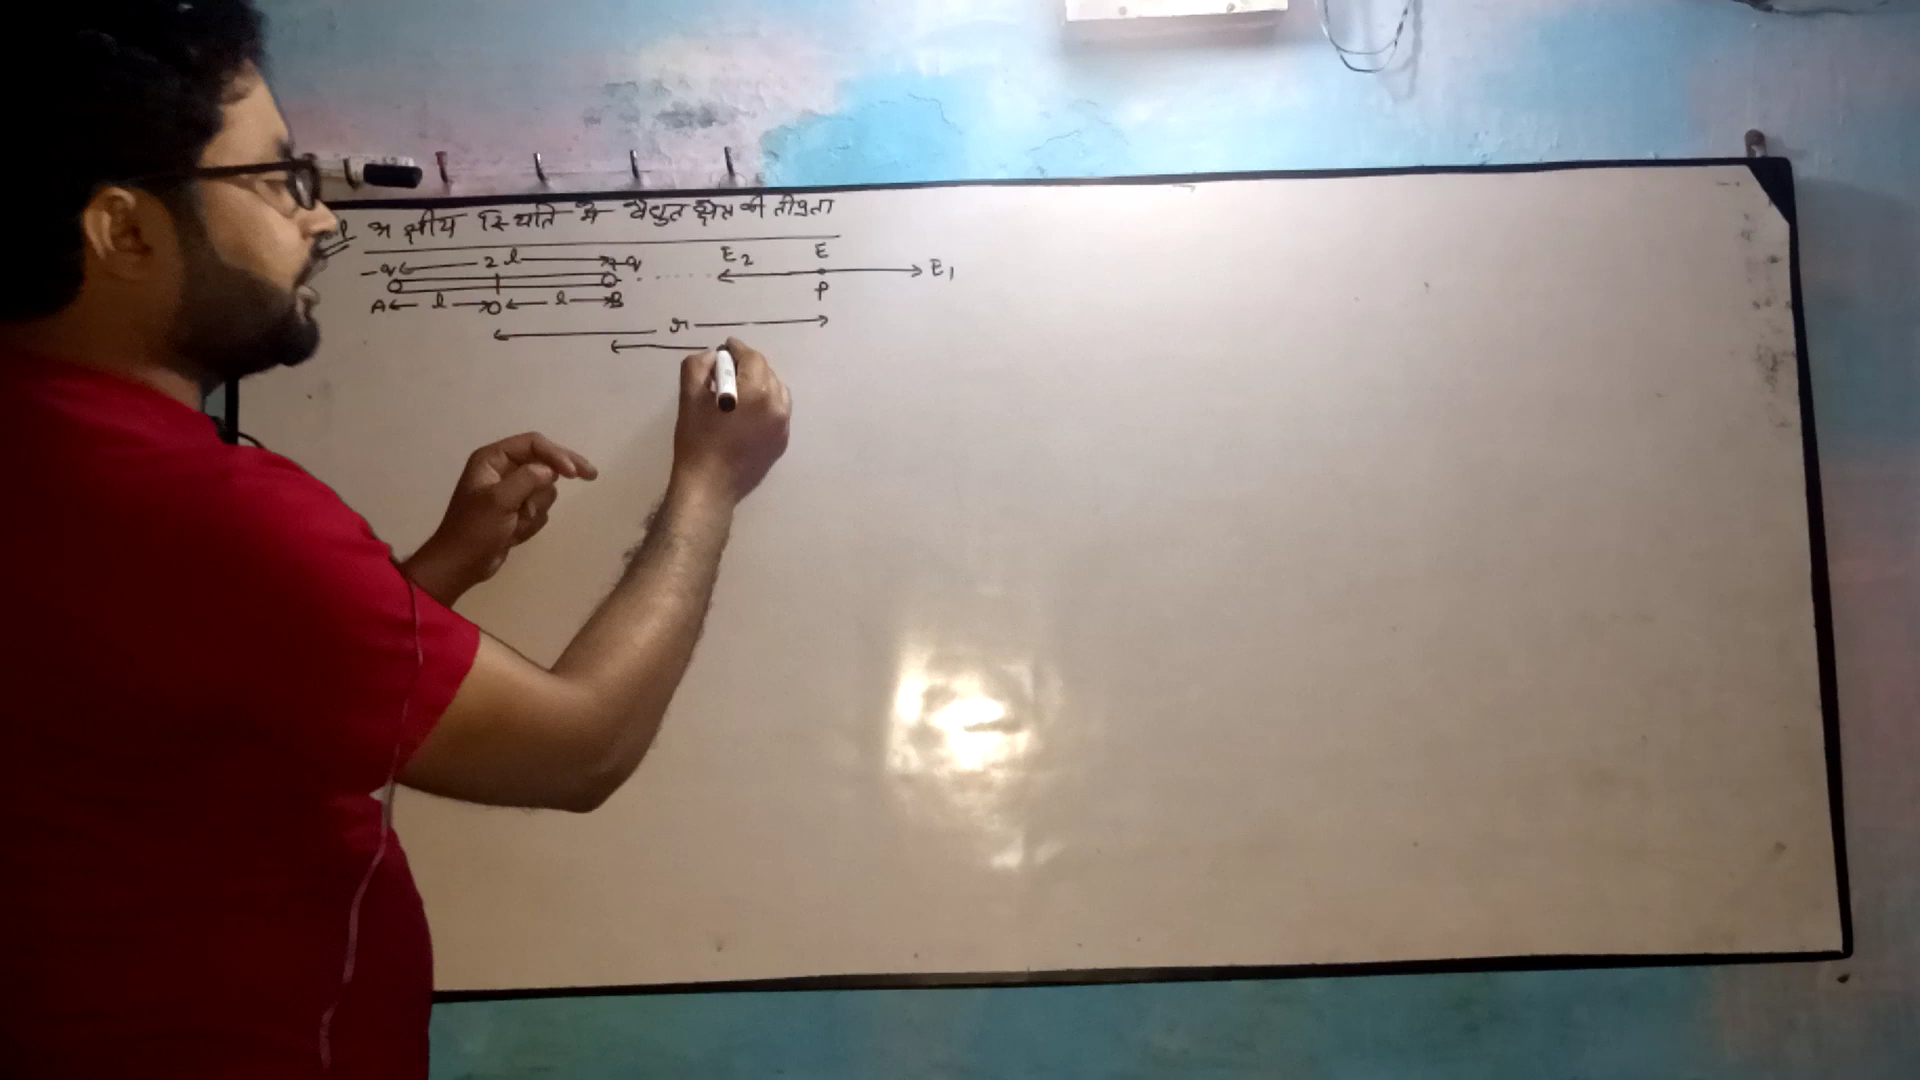 अक्षीय स्थिति मे वैद्युत क्षेत्र की तीव्रता
-q 2l +q E2 E
E1
A l O l B P
r